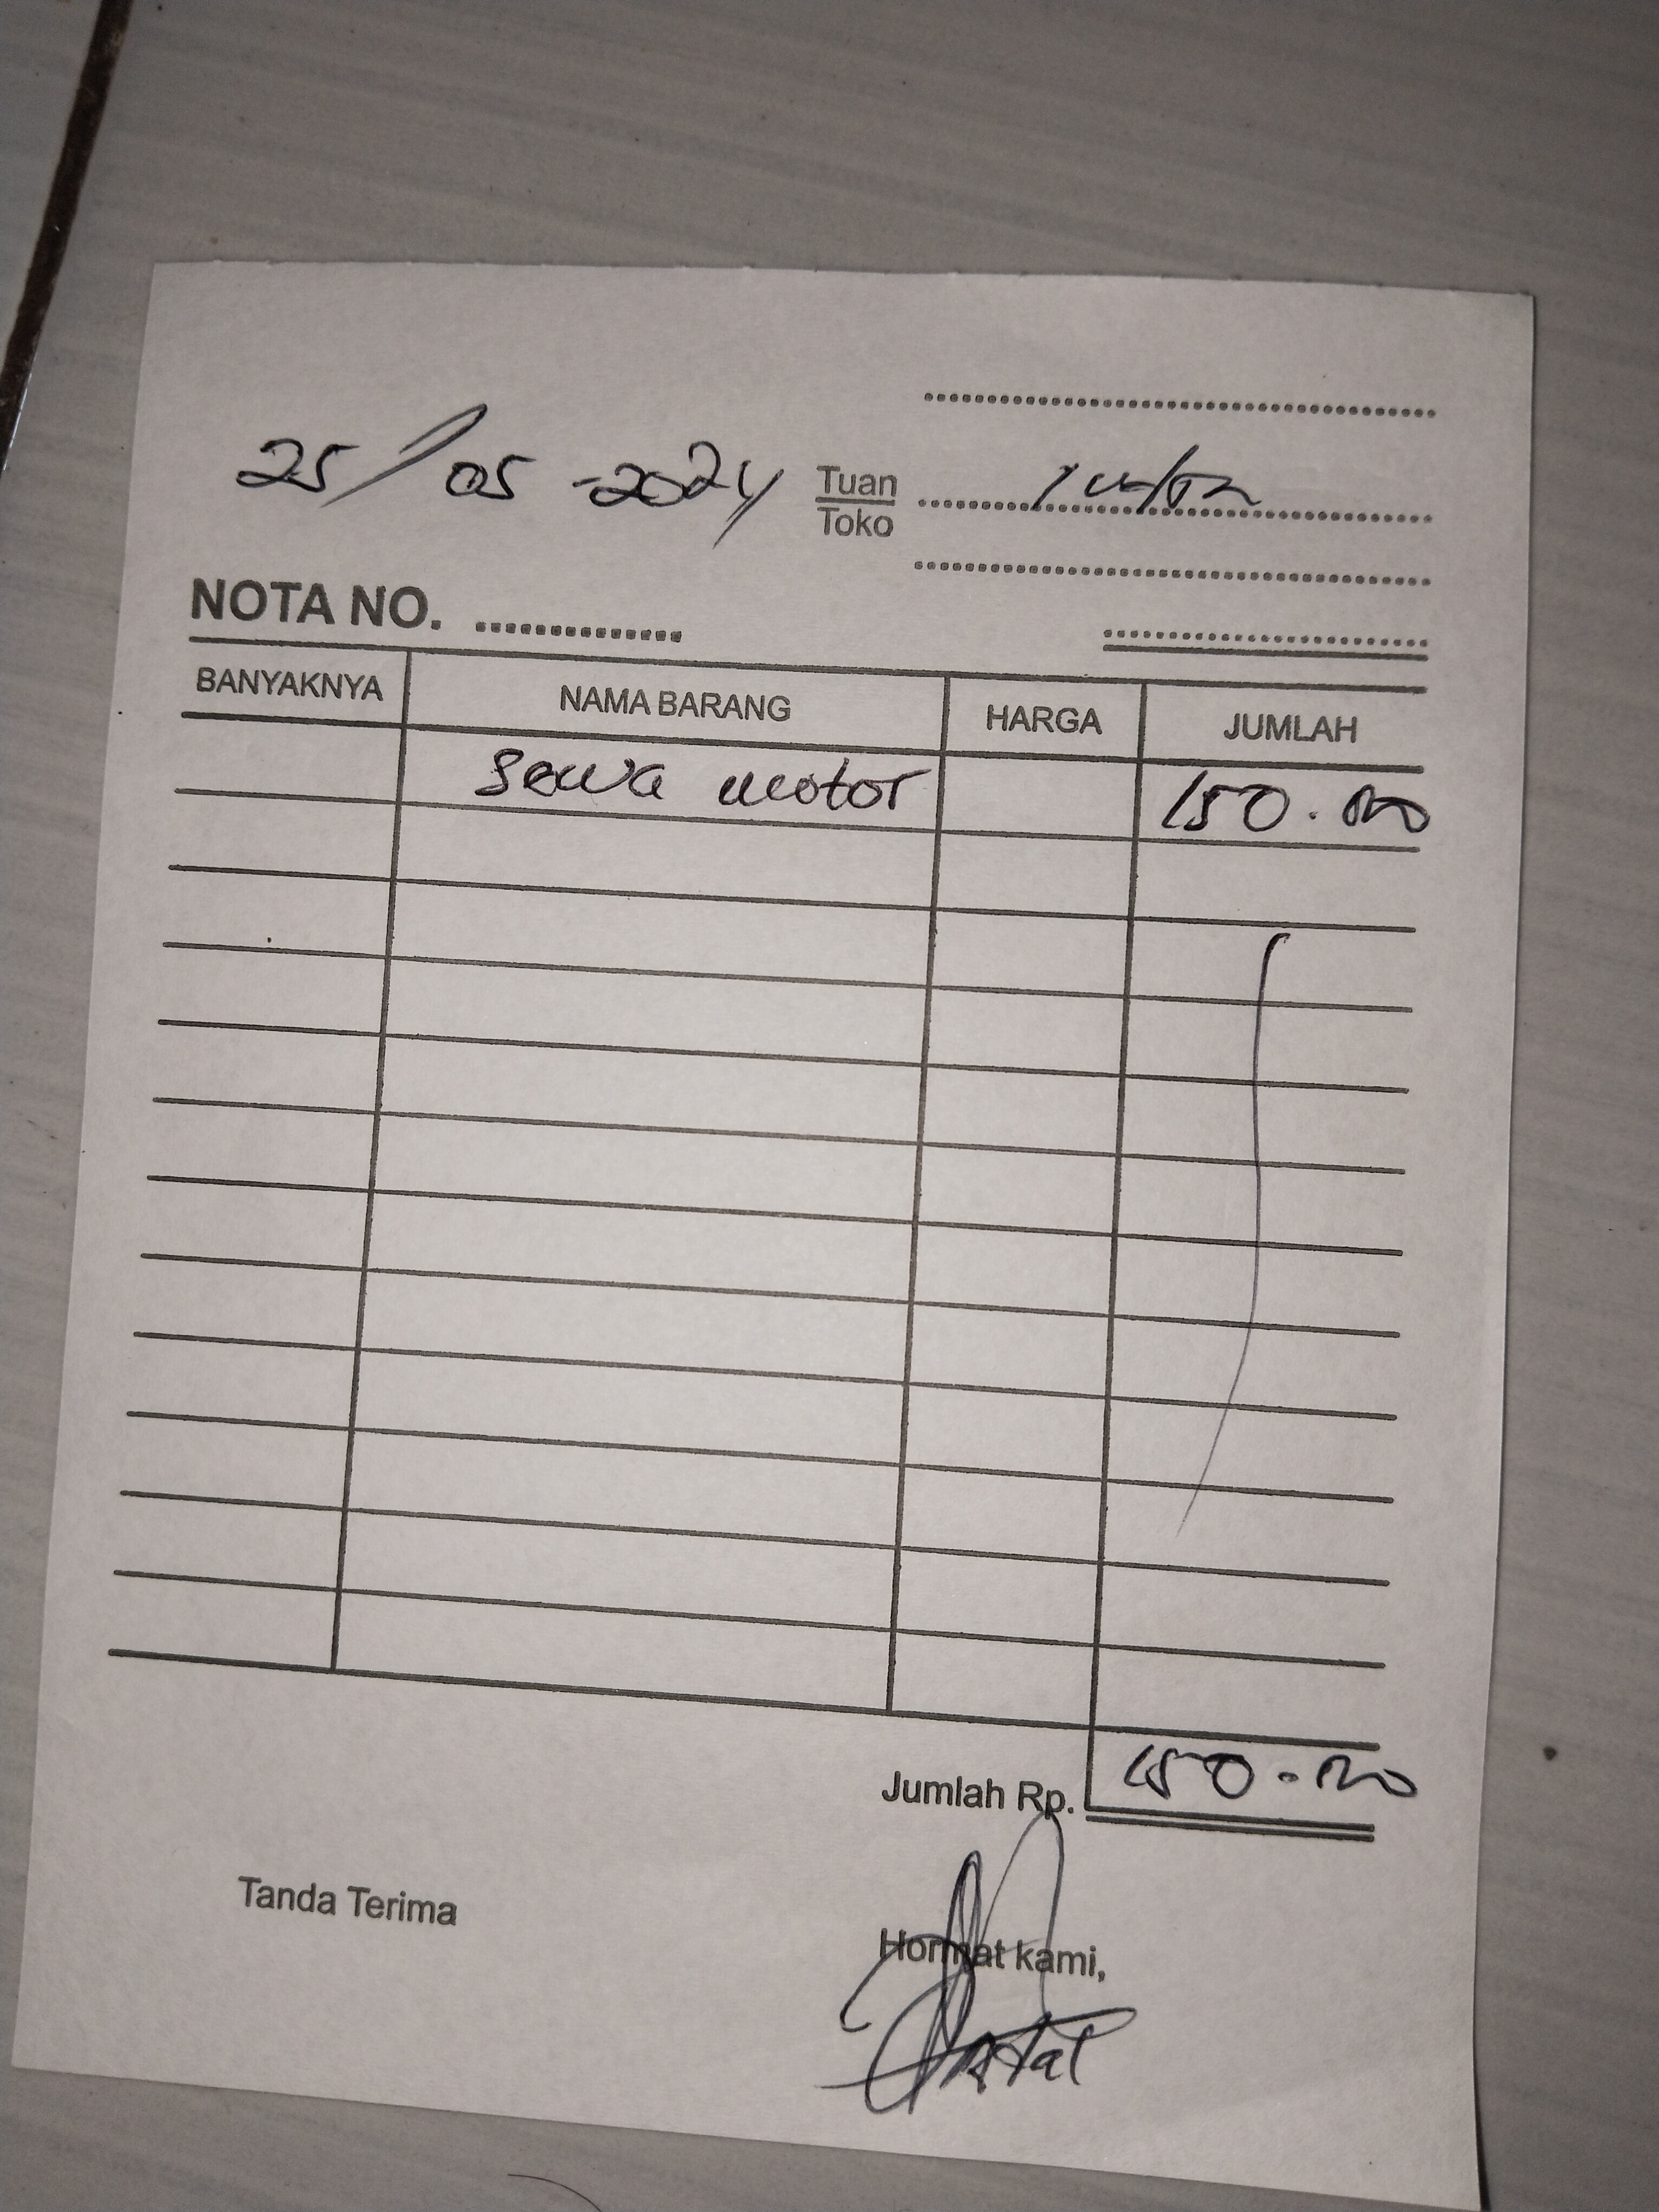 25/05-2024 Tuan
Toko
NOTA NO.
BANYAKNYA NAMA BARANG HARGA JUMLAH
Sewa motor 150.000
Jumlah Rp. 150.000
Tanda Terima
Hormat kami,